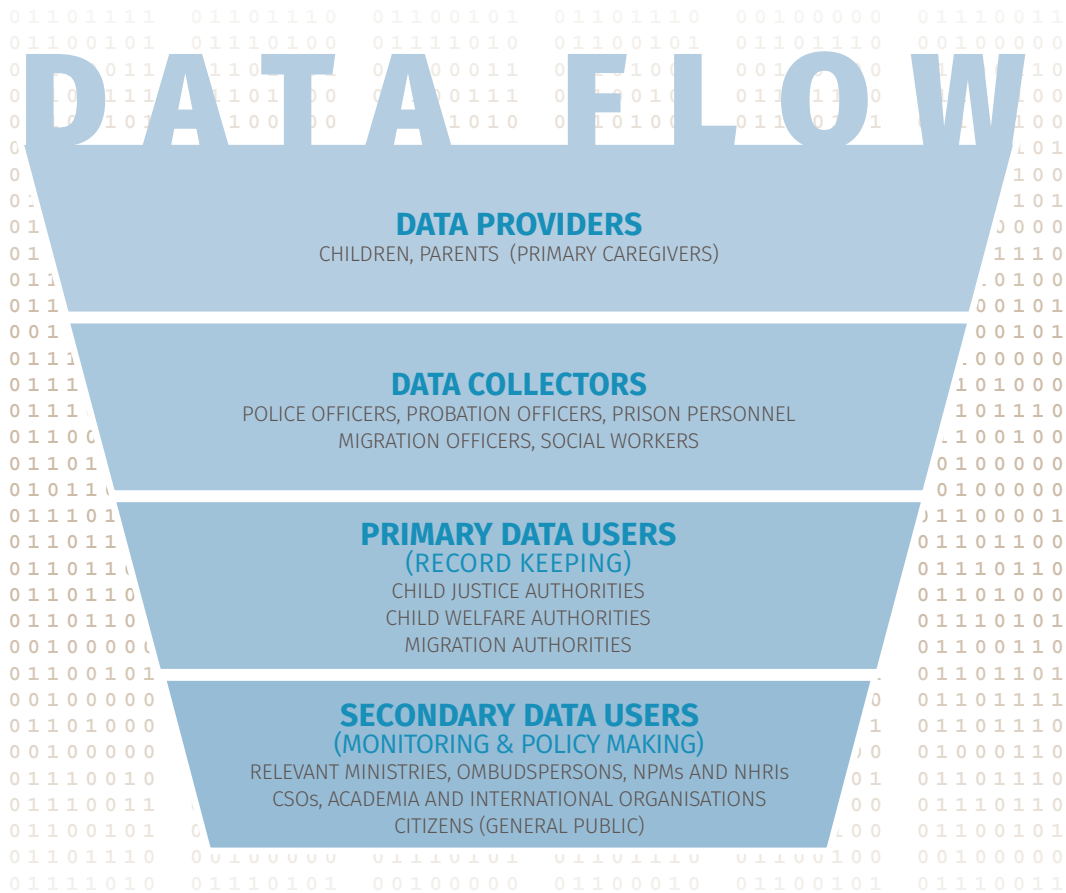 DATA FLOW
DATA PROVIDERS
CHILDREN, PARENTS (PRIMARY CAREGIVERS)
DATA COLLECTORS
POLICE OFFICERS, PROBATION OFFICERS, PRISON PERSONNEL
MIGRATION OFFICERS, SOCIAL WORKERS
PRIMARY DATA USERS
(RECORD KEEPING)
CHILD JUSTICE AUTHORITIES
CHILD WELFARE AUTHORITIES
MIGRATION AUTHORITIES
SECONDARY DATA USERS
(MONITORING & POLICY MAKING)
RELEVANT MINISTRIES, OMBUDSPERSONS, NPMs AND NHRIs
CSOs, ACADEMIA AND INTERNATIONAL ORGANISATIONS
CITIZENS (GENERAL PUBLIC)